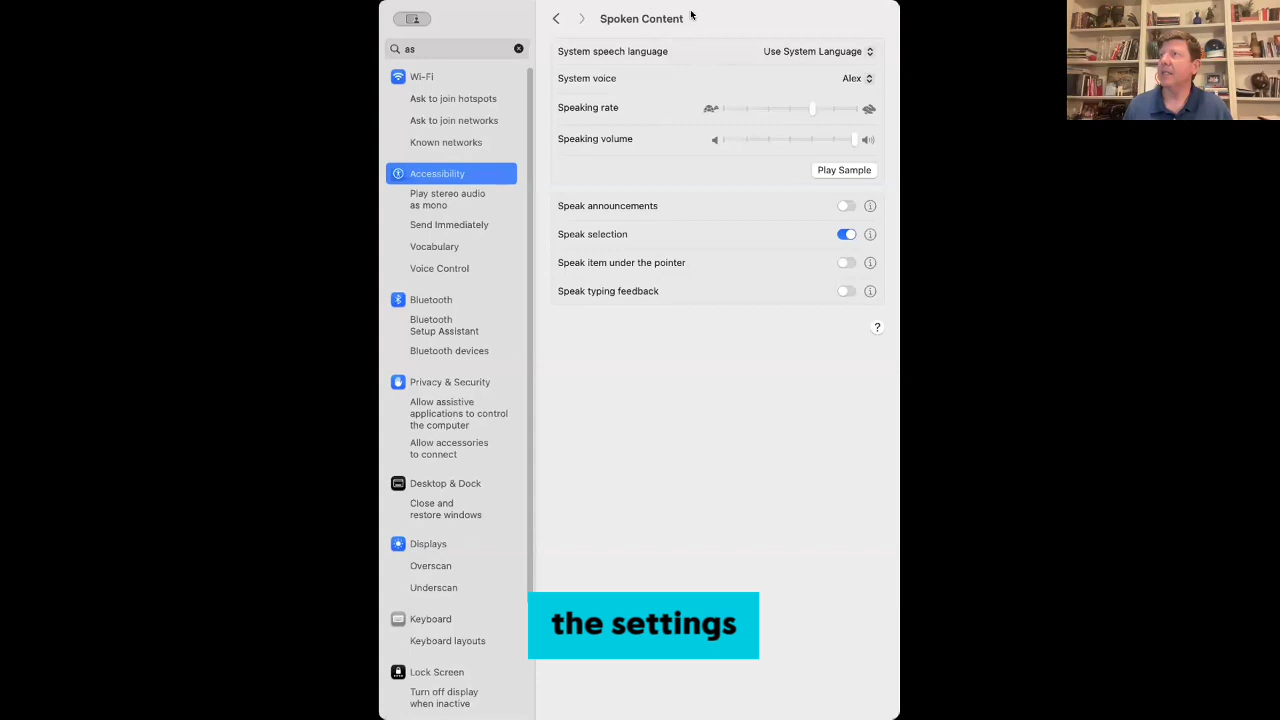 Spoken Content
as
Wi-Fi
Ask to join hotspots
Ask to join networks
Known networks
Accessibility
Play stereo audio
as mono
Send Immediately
Vocabulary
Voice Control
Bluetooth
Bluetooth
Setup Assistant
Bluetooth devices
Privacy & Security
Allow assistive
applications to control
the computer
Allow accessories
to connect
Desktop & Dock
Close and
restore windows
Displays
Overscan
Underscan
Keyboard
Keyboard layouts
Lock Screen
Turn off display
when inactive
System speech language Use System Language
System voice Alex
Speaking rate
Speaking volume
Play Sample
Speak announcements
Speak selection
Speak item under the pointer
Speak typing feedback
?
the settings